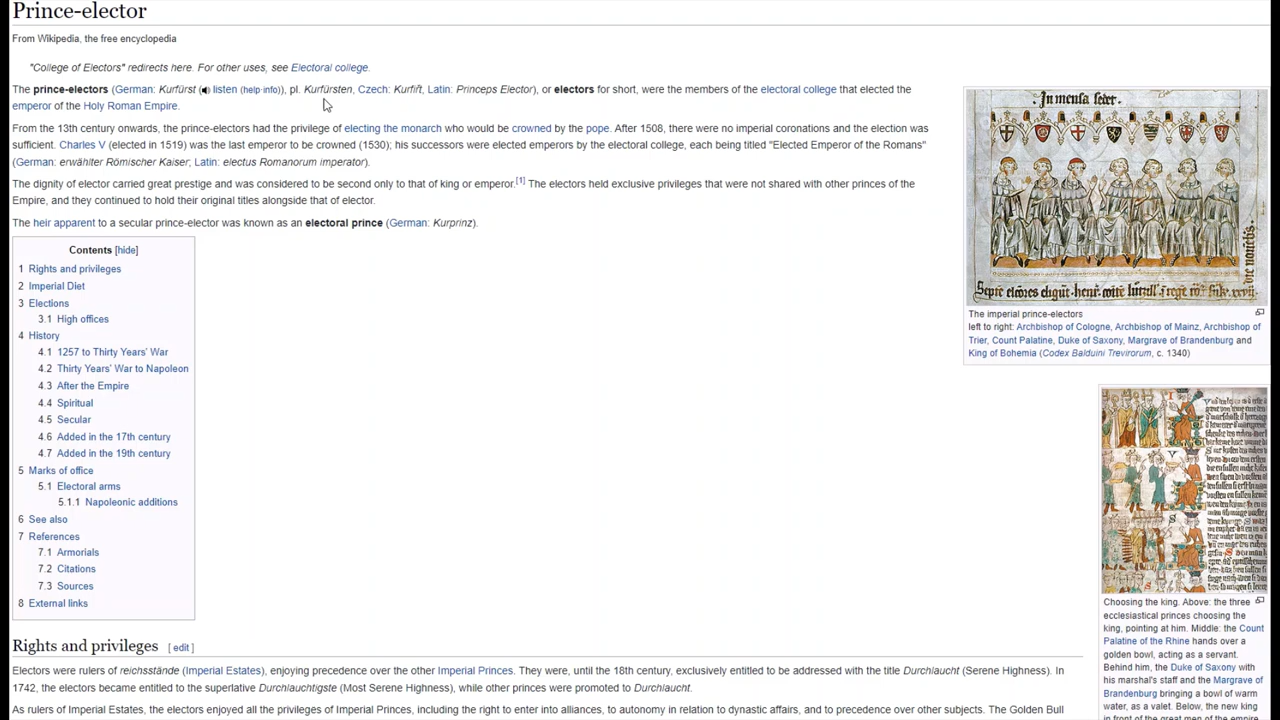 Prince-elector
From Wikipedia, the free encyclopedia
"College of Electors" redirects here. For other uses, see Electoral college.
The prince-electors (German: Kurfürst (listen (help·info)), pl. Kurfürsten, Czech: Kurfiřt, Latin: Princeps Elector), or electors for short, were the members of the electoral college that elected the
emperor of the Holy Roman Empire.
From the 13th century onwards, the prince-electors had the privilege of electing the monarch who would be crowned by the pope. After 1508, there were no imperial coronations and the election was
sufficient. Charles V (elected in 1519) was the last emperor to be crowned (1530); his successors were elected emperors by the electoral college, each being titled "Elected Emperor of the Romans"
(German: erwählter Römischer Kaiser; Latin: electus Romanorum imperator).
The dignity of elector carried great prestige and was considered to be second only to that of king or emperor.[1] The electors held exclusive privileges that were not shared with other princes of the
Empire, and they continued to hold their original titles alongside that of elector.
The heir apparent to a secular prince-elector was known as an electoral prince (German: Kurprinz).
Contents [hide]
1 Rights and privileges
2 Imperial Diet
3 Elections
3.1 High offices
4 History
4.1 1257 to Thirty Years' War
4.2 Thirty Years' War to Napoleon
4.3 After the Empire
4.4 Spiritual
4.5 Secular
4.6 Added in the 17th century
4.7 Added in the 19th century
5 Marks of office
5.1 Electoral arms
5.1.1 Napoleonic additions
6 See also
7 References
7.1 Armorials
7.2 Citations
7.3 Sources
8 External links
Rights and privileges [ edit ]
Electors were rulers of reichsstände (Imperial Estates), enjoying precedence over the other Imperial Princes. They were, until the 18th century, exclusively entitled to be addressed with the title Durchlaucht (Serene Highness). In
1742, the electors became entitled to the superlative Durchlauchtigste (Most Serene Highness), while other princes were promoted to Durchlaucht.
As rulers of Imperial Estates, the electors enjoyed all the privileges of Imperial Princes, including the right to enter into alliances, to autonomy in relation to dynastic affairs, and to precedence over other subjects. The Golden Bull
The imperial prince-electors
left to right: Archbishop of Cologne, Archbishop of Mainz, Archbishop of
Trier, Count Palatine, Duke of Saxony, Margrave of Brandenburg and
King of Bohemia (Codex Balduini Trevirorum, c. 1340)
Choosing the king. Above: the three
ecclesiastical princes choosing the
king, pointing at him. Middle: the Count
Palatine of the Rhine hands over a
golden bowl, acting as a servant.
Behind him, the Duke of Saxony with
his marshal's staff and the Margrave of
Brandenburg bringing a bowl of warm
water, as a valet. Below, the new king
in front of the great men of the empire